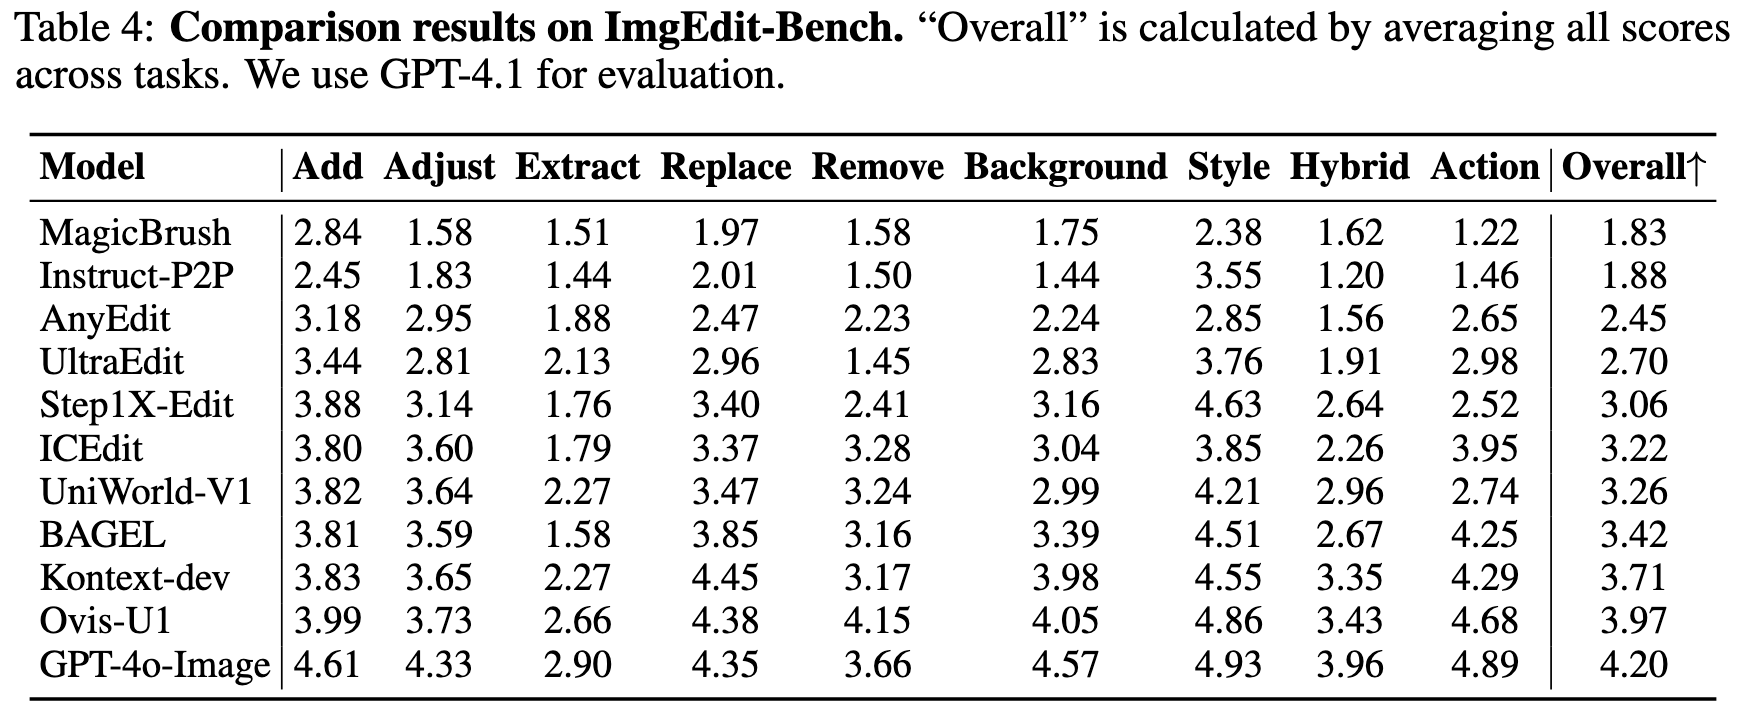 Table 4: Comparison results on ImgEdit-Bench. “Overall” is calculated by averaging all scores
across tasks. We use GPT-4.1 for evaluation.
Model Add Adjust Extract Replace Remove Background Style Hybrid Action Overall↑
MagicBrush 2.84 1.58 1.51 1.97 1.58 1.75 2.38 1.62 1.22 1.83
Instruct-P2P 2.45 1.83 1.44 2.01 1.50 1.44 3.55 1.20 1.46 1.88
AnyEdit 3.18 2.95 1.88 2.47 2.23 2.24 2.85 1.56 2.65 2.45
UltraEdit 3.44 2.81 2.13 2.96 1.45 2.83 3.76 1.91 2.98 2.70
Step1X-Edit 3.88 3.14 1.76 3.40 2.41 3.16 4.63 2.64 2.52 3.06
ICEdit 3.80 3.60 1.79 3.37 3.28 3.04 3.85 2.26 3.95 3.22
UniWorld-V1 3.82 3.64 2.27 3.47 3.24 2.99 4.21 2.96 2.74 3.26
BAGEL 3.81 3.59 1.58 3.85 3.16 3.39 4.51 2.67 4.25 3.42
Kontext-dev 3.83 3.65 2.27 4.45 3.17 3.98 4.55 3.35 4.29 3.71
Ovis-U1 3.99 3.73 2.66 4.38 4.15 4.05 4.86 3.43 4.68 3.97
GPT-4o-Image 4.61 4.33 2.90 4.35 3.66 4.57 4.93 3.96 4.89 4.20